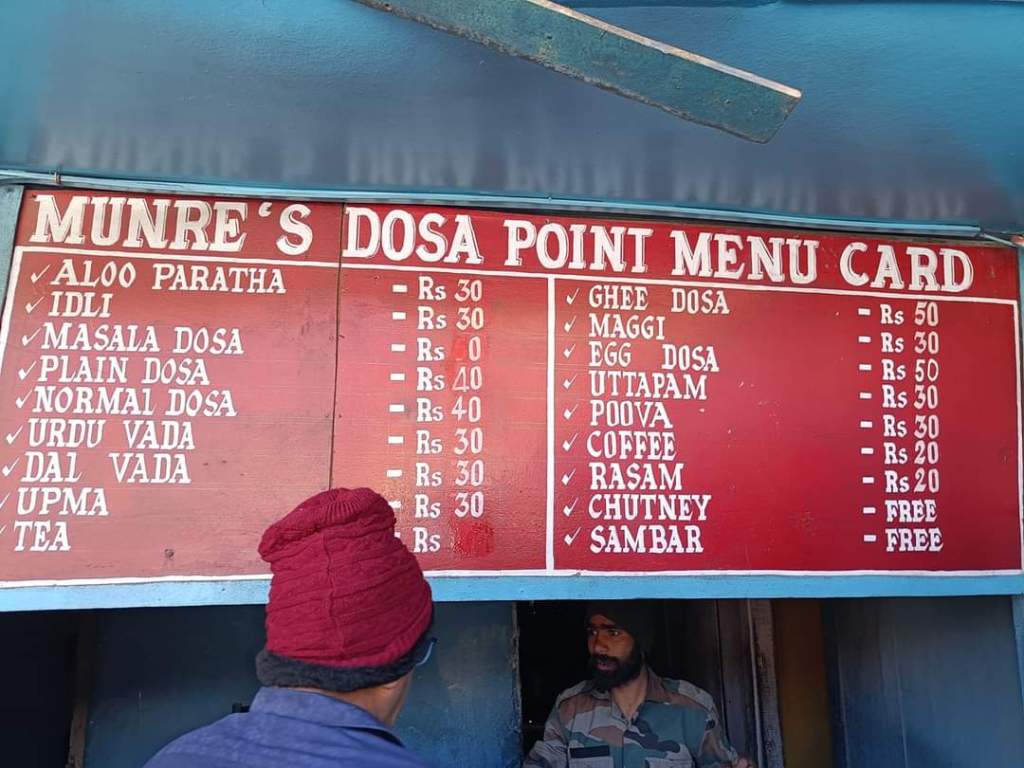 MUNRE'S DOSA POINT MENU CARD
✓ ALOO PARATHA - Rs 30
✓ IDLI - Rs 30
✓ MASALA DOSA - Rs
✓ PLAIN DOSA - Rs 40
✓ NORMAL DOSA - Rs 40
✓ URDU VADA - Rs 30
✓ DAL VADA - Rs 30
✓ UPMA - Rs 30
TEA - Rs
✓ GHEE DOSA - Rs 50
✓ MAGGI - Rs 30
✓ EGG DOSA - Rs 50
✓ UTTAPAM - Rs 30
✓ POOVA - Rs 30
✓ COFFEE - Rs 20
✓ RASAM - Rs 20
✓ CHUTNEY - FREE
✓ SAMBAR - FREE